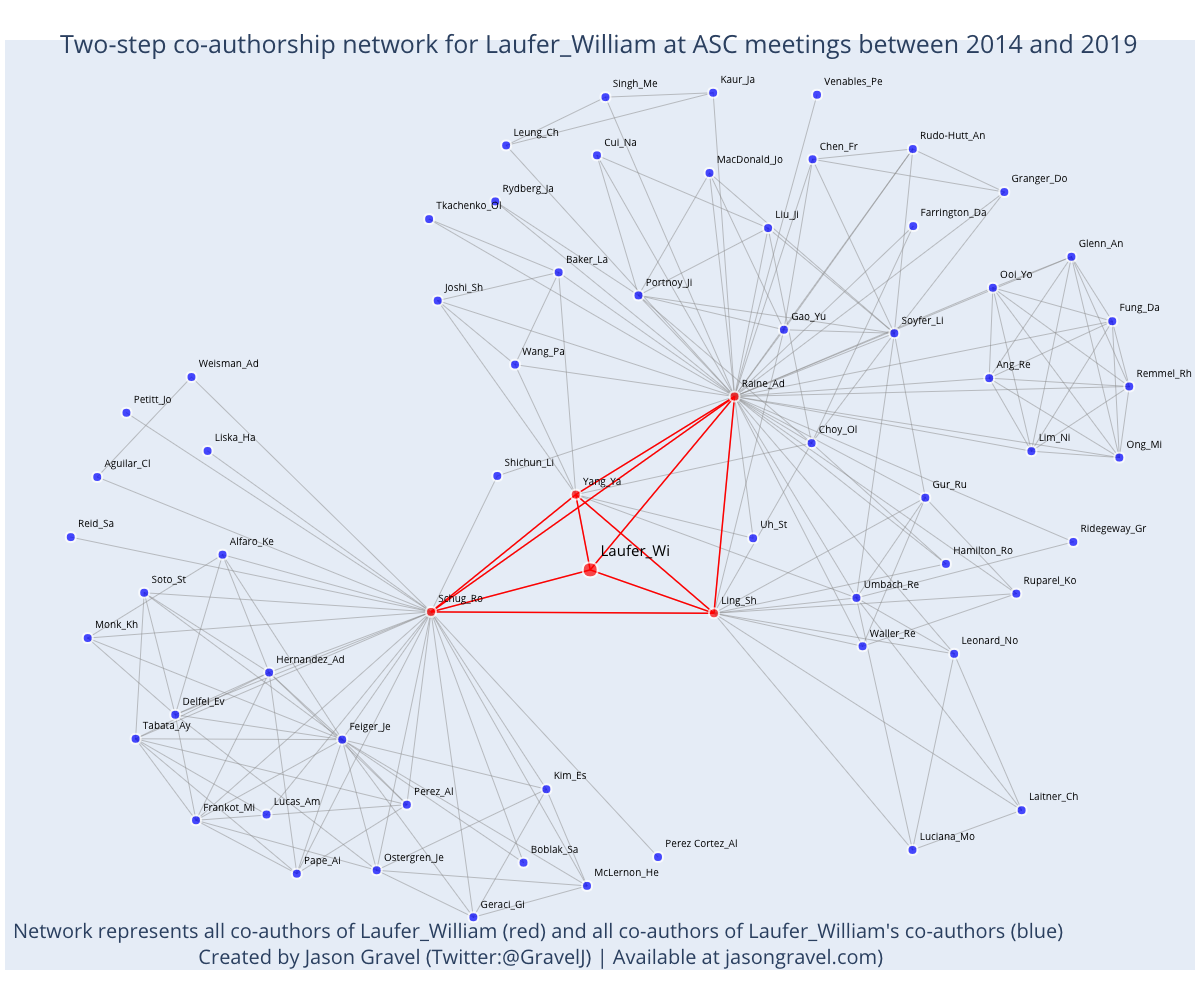 Two-step co-authorship network for Laufer_William at ASC meetings between 2014 and 2019
Singh_Me
Kaur_Ja
Venables_Pe
Leung_Ch
Cui_Na
MacDonald_Jo
Chen_Fr
Rudo-Hutt_An
Granger_Do
Rydberg_Ja
Tkachenko_Ol
Liu_Ji
Farrington_Da
Glenn_An
Baker_La
Ooi_Yo
Joshi_Sh
Portnoy_Ji
Fung_Da
Gao_Yu
Soyfer_Li
Wang_Pa
Weisman_Ad
Ang_Re
Remmel_Rh
Raine_Ad
Petitt_Jo
Choy_Ol
Liska_Ha
Lim_Ni
Ong_Mi
Aguilar_Cl
Shichun_Li
Yang_Ya
Gur_Ru
Reid_Sa
Uh_St
Ridegeway_Gr
Alfaro_Ke
Laufer_Wi
Hamilton_Ro
Soto_St
Umbach_Re
Ruparel_Ko
Schug_Ro
Ling_Sh
Monk_Kh
Waller_Re
Leonard_No
Hernandez_Ad
Delfel_Ev
Tabata_Ay
Feiger_Je
Kim_Es
Perez_Al
Laitner_Ch
Frankot_Mi
Lucas_Am
Luciana_Mo
Perez Cortez_Al
Boblak_Sa
Pape_Ai
Ostergren_Je
McLernon_He
Geraci_Gi
Network represents all co-authors of Laufer_William (red) and all co-authors of Laufer_William's co-authors (blue)
Created by Jason Gravel (Twitter:@GravelJ) | Available at jasongravel.com)